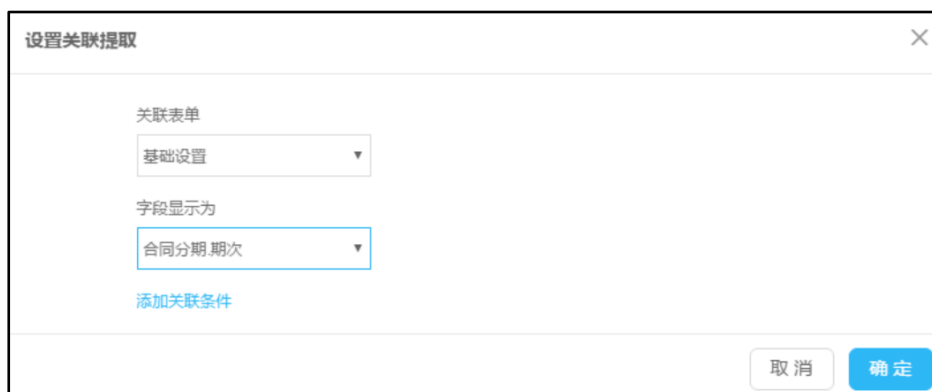 设置关联提取
关联表单
基础设置
字段显示为
合同分期.期次
添加关联条件
取消 确定